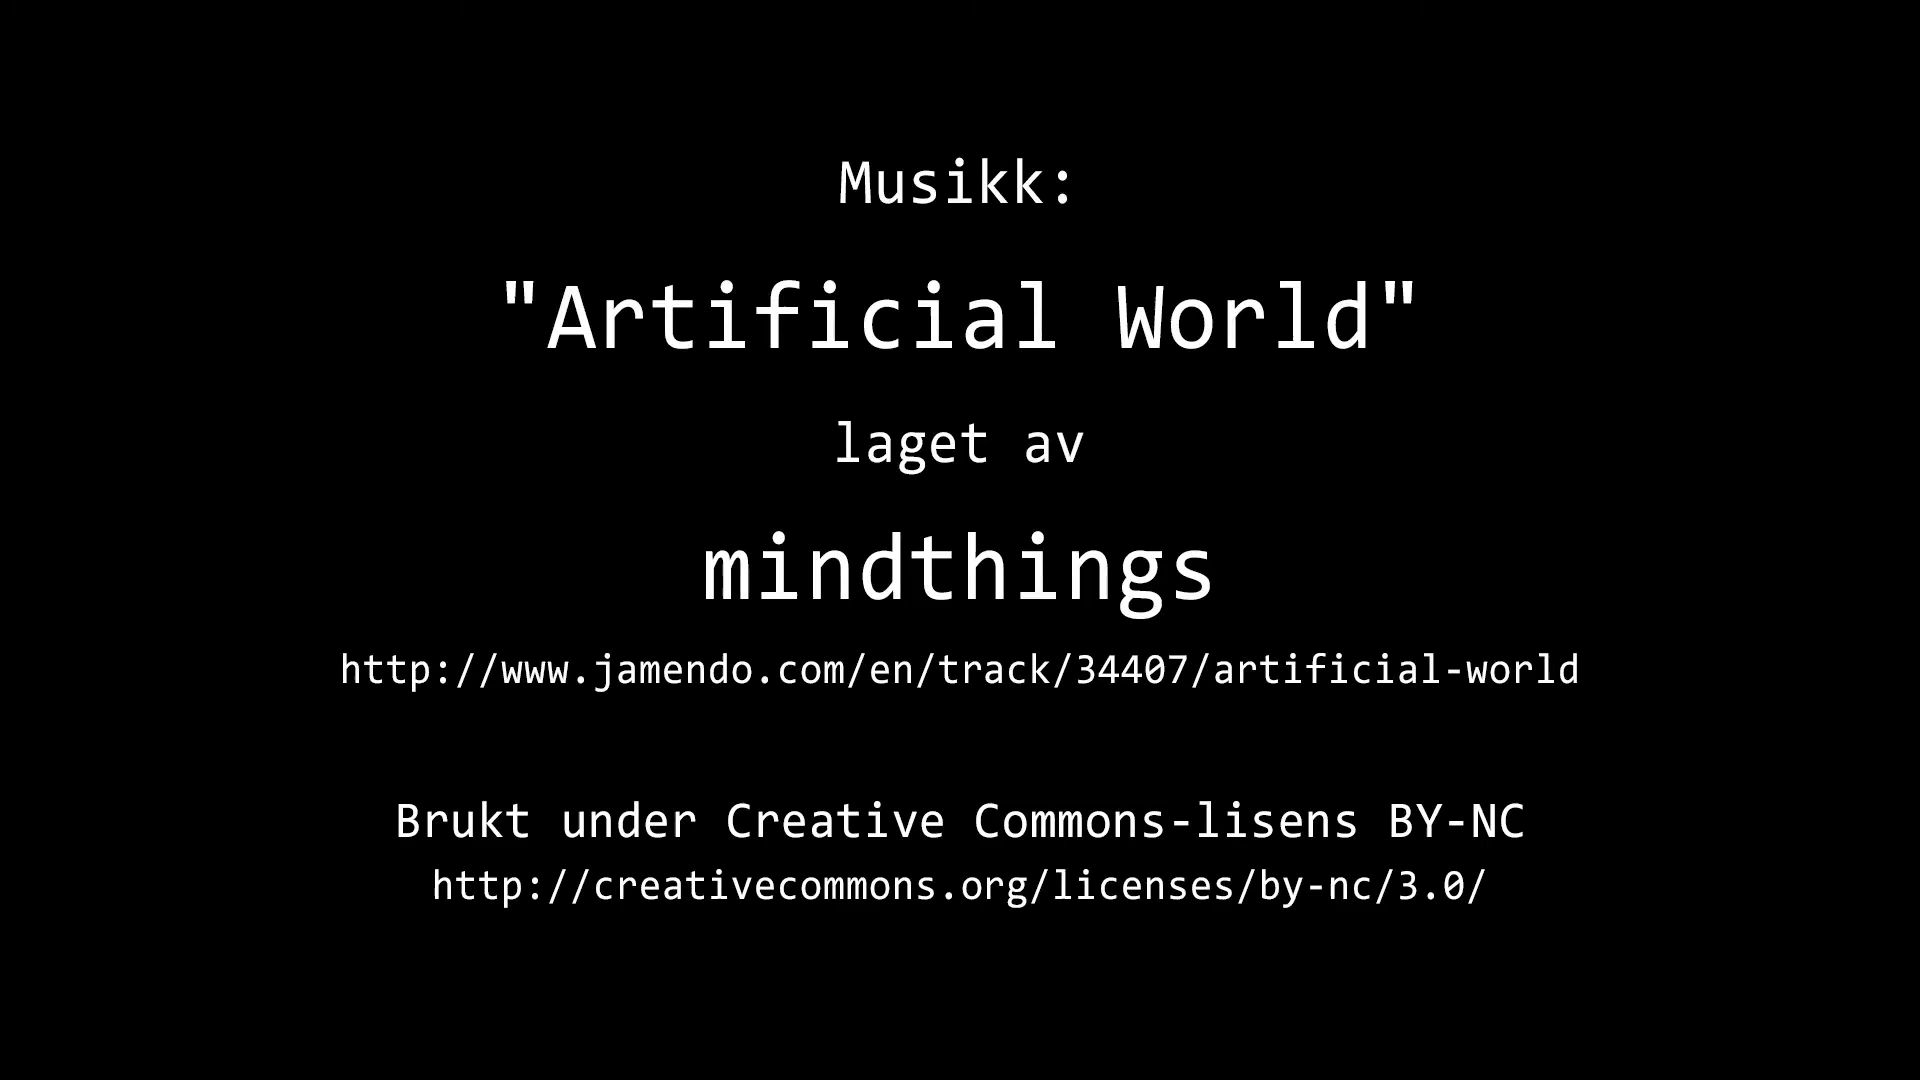 Musikk:
"Artificial World"
laget av
mindthings
http://www.jamendo.com/en/track/34407/artificial-world
Brukt under Creative Commons-lisens BY-NC
http://creativecommons.org/licenses/by-nc/3.0/